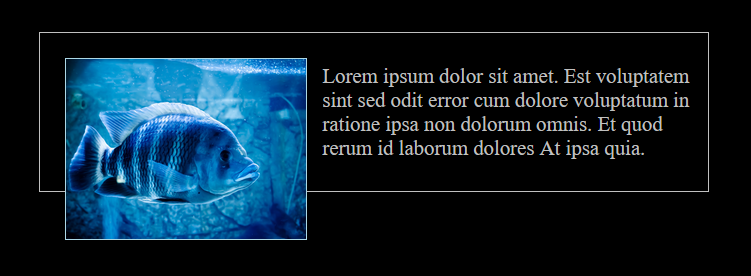 Lorem ipsum dolor sit amet. Est voluptatem
sint sed odit error cum dolore voluptatum in
ratione ipsa non dolorum omnis. Et quod
rerum id laborum dolores At ipsa quia.